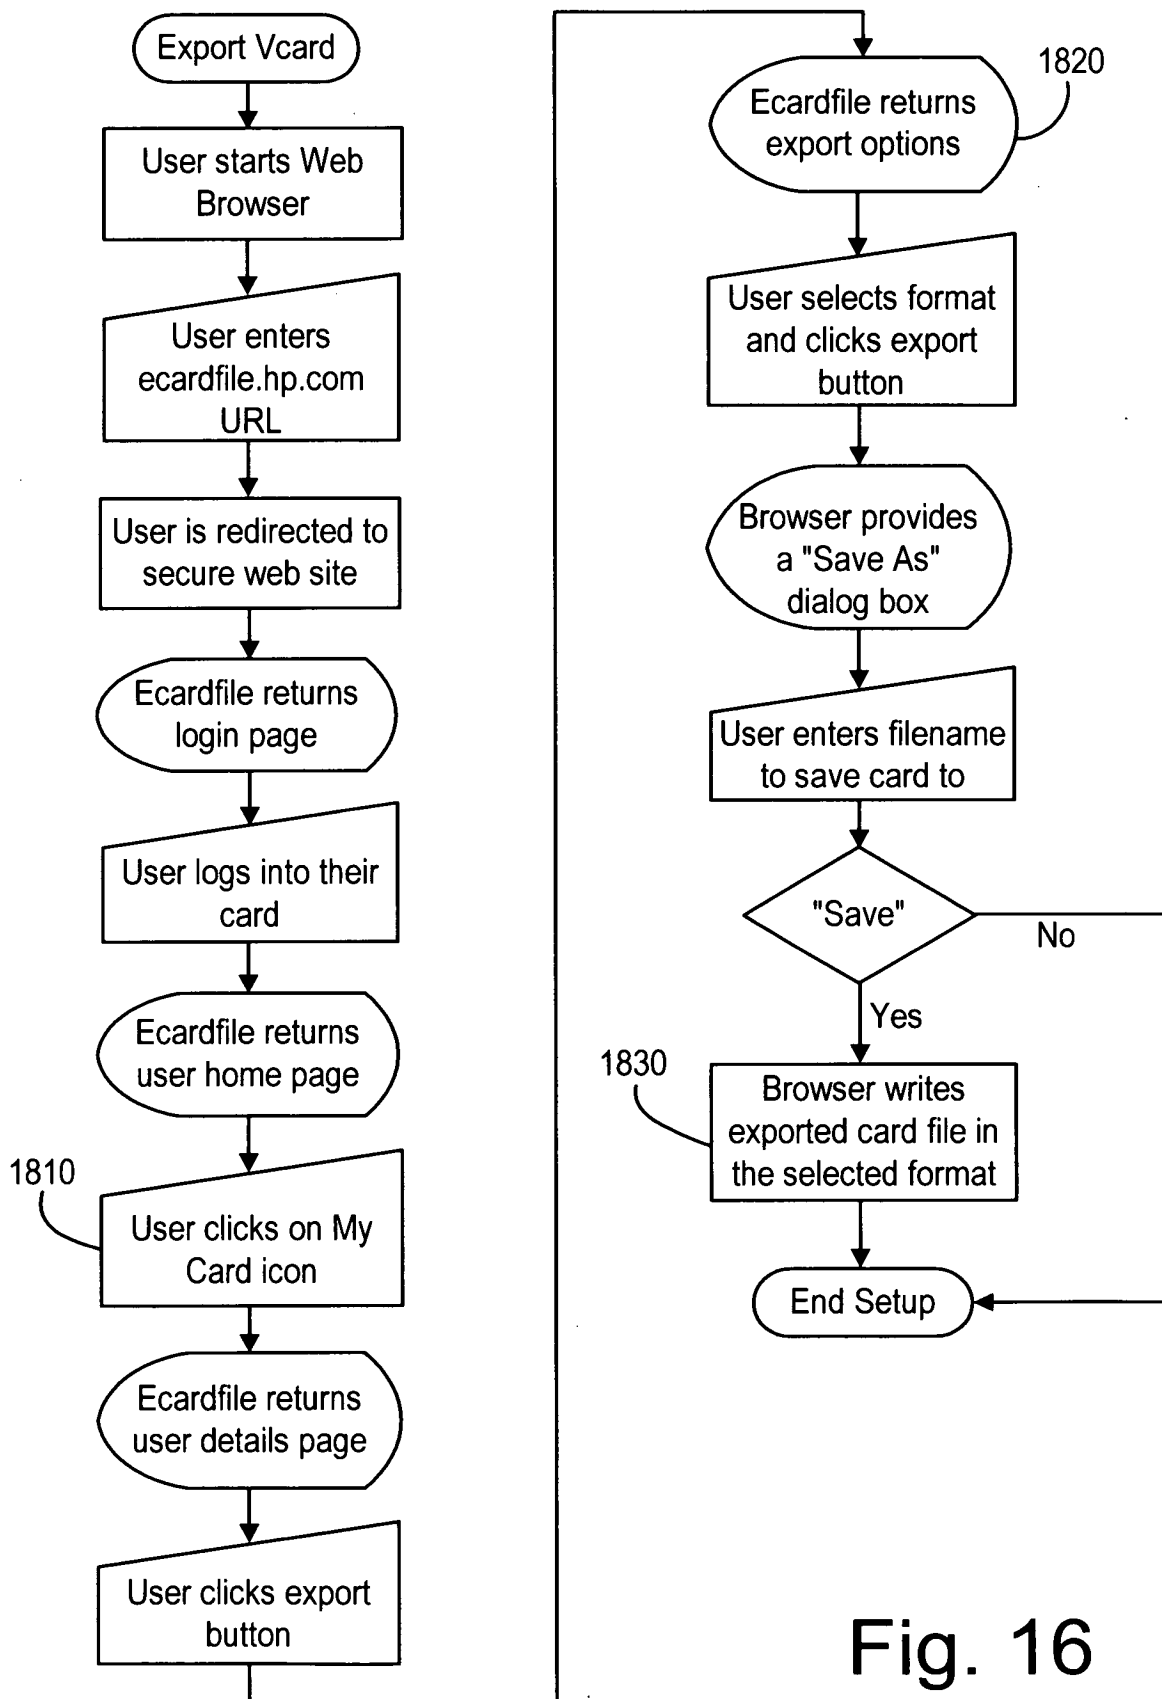 Export Vcard
User starts Web
Browser
User enters
ecardfile.hp.com
URL
User is redirected to
secure web site
Ecardfile returns
login page
User logs into their
card
Ecardfile returns
user home page
1810
User clicks on My
Card icon
Ecardfile returns
user details page
User clicks export
button
1820
Ecardfile returns
export options
User selects format
and clicks export
button
Browser provides
a "Save As"
dialog box
User enters filename
to save card to
"Save"
No
Yes
1830
Browser writes
exported card file in
the selected format
End Setup
Fig. 16